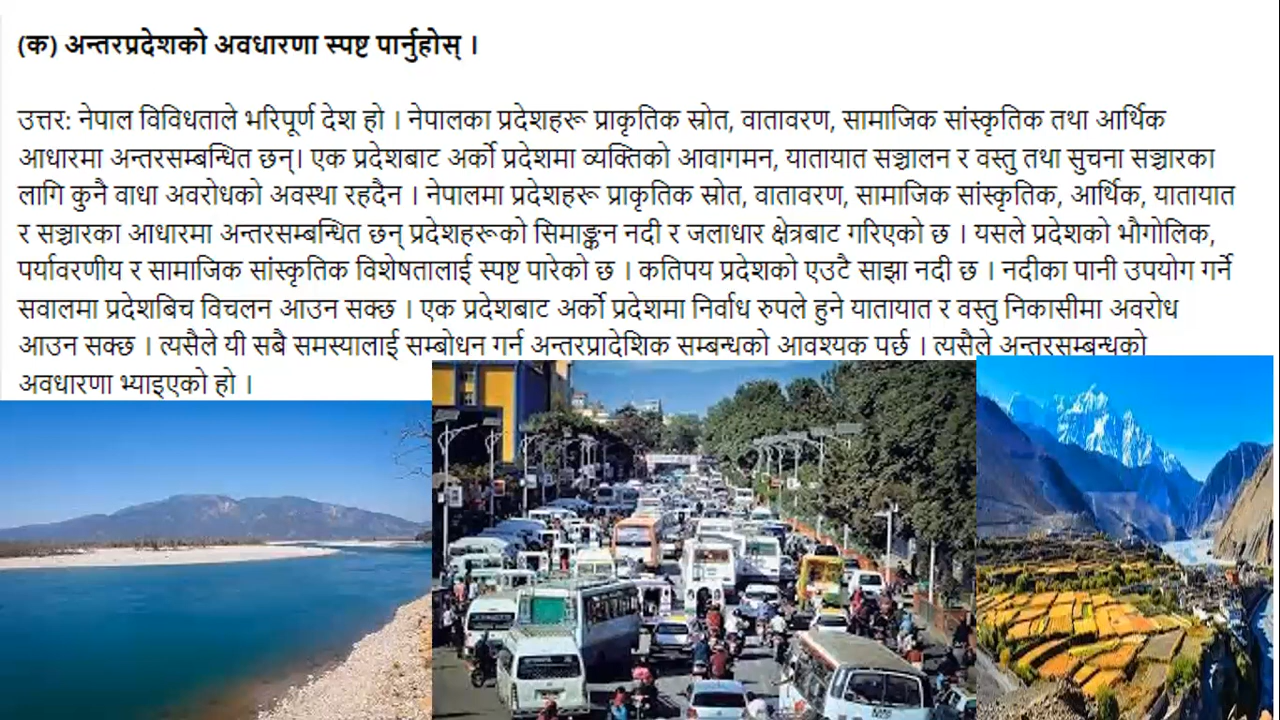 (क) अन्तरप्रदेशको अवधारणा स्पष्ट पार्नुहोस् ।
उत्तर: नेपाल विविधताले भरिपूर्ण देश हो । नेपालका प्रदेशहरू प्राकृतिक स्रोत, वातावरण, सामाजिक सांस्कृतिक तथा आर्थिक
आधारमा अन्तरसम्बन्धित छन्। एक प्रदेशबाट अर्को प्रदेशमा व्यक्तिको आवागमन, यातायात सञ्चालन र वस्तु तथा सुचना सञ्चारका
लागि कुनै वाधा अवरोधको अवस्था रहदैन । नेपालमा प्रदेशहरू प्राकृतिक स्रोत, वातावरण, सामाजिक सांस्कृतिक, आर्थिक, यातायात
र सञ्चारका आधारमा अन्तरसम्बन्धित छन् प्रदेशहरूको सिमाङ्कन नदी र जलाधार क्षेत्रबाट गरिएको छ । यसले प्रदेशको भौगोलिक,
पर्यावरणीय र सामाजिक सांस्कृतिक विशेषतालाई स्पष्ट पारेको छ । कतिपय प्रदेशको एउटै साझा नदी छ । नदीका पानी उपयोग गर्ने
सवालमा प्रदेशबिच विचलन आउन सक्छ । एक प्रदेशबाट अर्को प्रदेशमा निर्वाध रुपले हुने यातायात र वस्तु निकासीमा अवरोध
आउन सक्छ । त्यसैले यी सबै समस्यालाई सम्बोधन गर्न अन्तरप्रादेशिक सम्बन्धको आवश्यक पर्छ । त्यसैले अन्तरसम्बन्धको
अवधारणा भ्याइएको हो ।